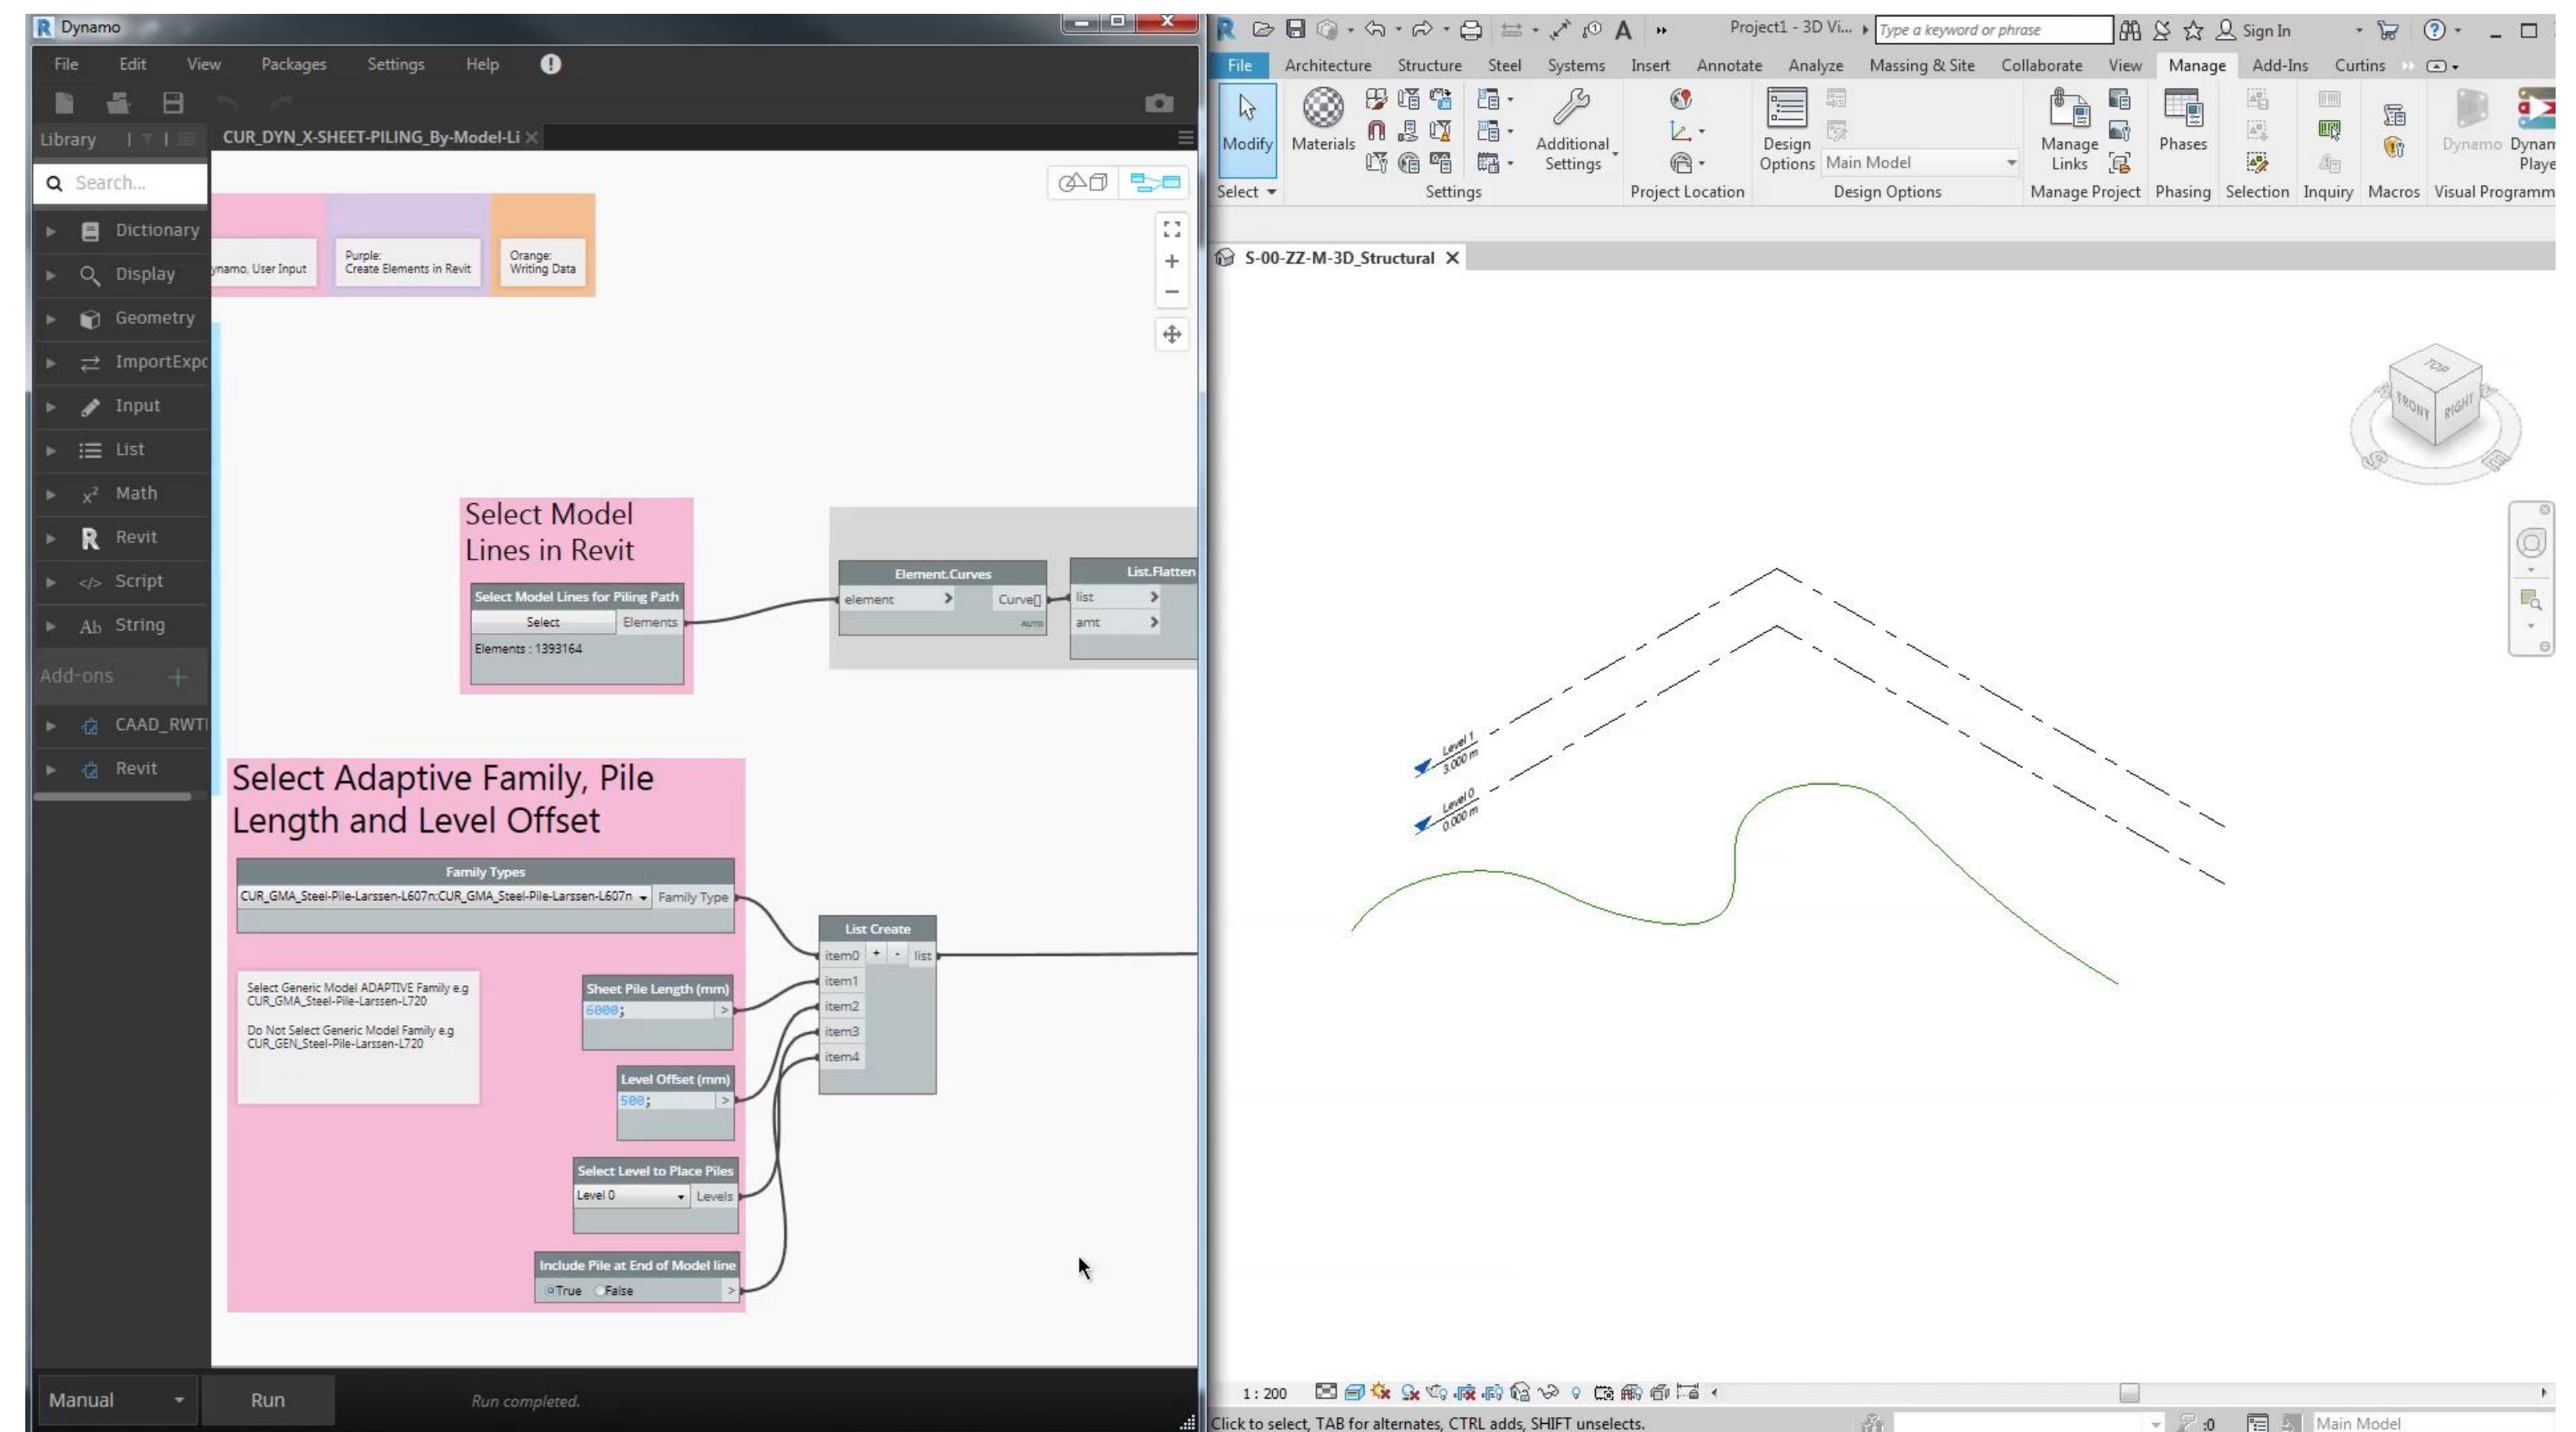 Dynamo
File Edit View Packages Settings Help
Library
CUR_DYN_X-SHEET-PILING_By-Model-Li
Search...
Dictionary
Display
Geometry
ImportExpo
Input
List
Math
Revit
Script
String
Add-ons
CAAD_RWT
Revit
ynamo, User Input
Purple:
Create Elements in Revit
Orange:
Writing Data
Select Model
Lines in Revit
Select Model Lines for Piling Path
Select Elements
Elements : 1393164
Element.Curves
element > Curve[]
AUTO
List.Flatten
list >
amt >
Select Adaptive Family, Pile
Length and Level Offset
Family Types
CUR_GMA_Steel-Pile-Larssen-L607n:CUR_GMA_Steel-Pile-Larssen-L607n Family Type
Select Generic Model ADAPTIVE Family e.g
CUR_GMA_Steel-Pile-Larssen-L720
Do Not Select Generic Model Family e.g
CUR_GEN_Steel-Pile-Larssen-L720
Sheet Pile Length (mm)
6000; >
Level Offset (mm)
500; >
Select Level to Place Piles
Level 0 Levels
Include Pile at End of Model line
True False >
List Create
item0 + - list
item1
item2
item3
item4
Manual Run Run completed.
Project1 - 3D Vi... Type a keyword or phrase Sign In
File Architecture Structure Steel Systems Insert Annotate Analyze Massing & Site Collaborate View Manage Add-Ins Curtins
Modify
Materials
Additional
Settings
Design
Options
Main Model
Manage
Links
Phases
Dynamo
Dynam
Playe
Select Settings Project Location Design Options Manage Project Phasing Selection Inquiry Macros Visual Programm
S-00-ZZ-M-3D_Structural
TOP
FRONT
RIGHT
Level 1
3.000 m
Level 0
0.000 m
1 : 200
Click to select, TAB for alternates, CTRL adds, SHIFT unselects.
:0
Main Model